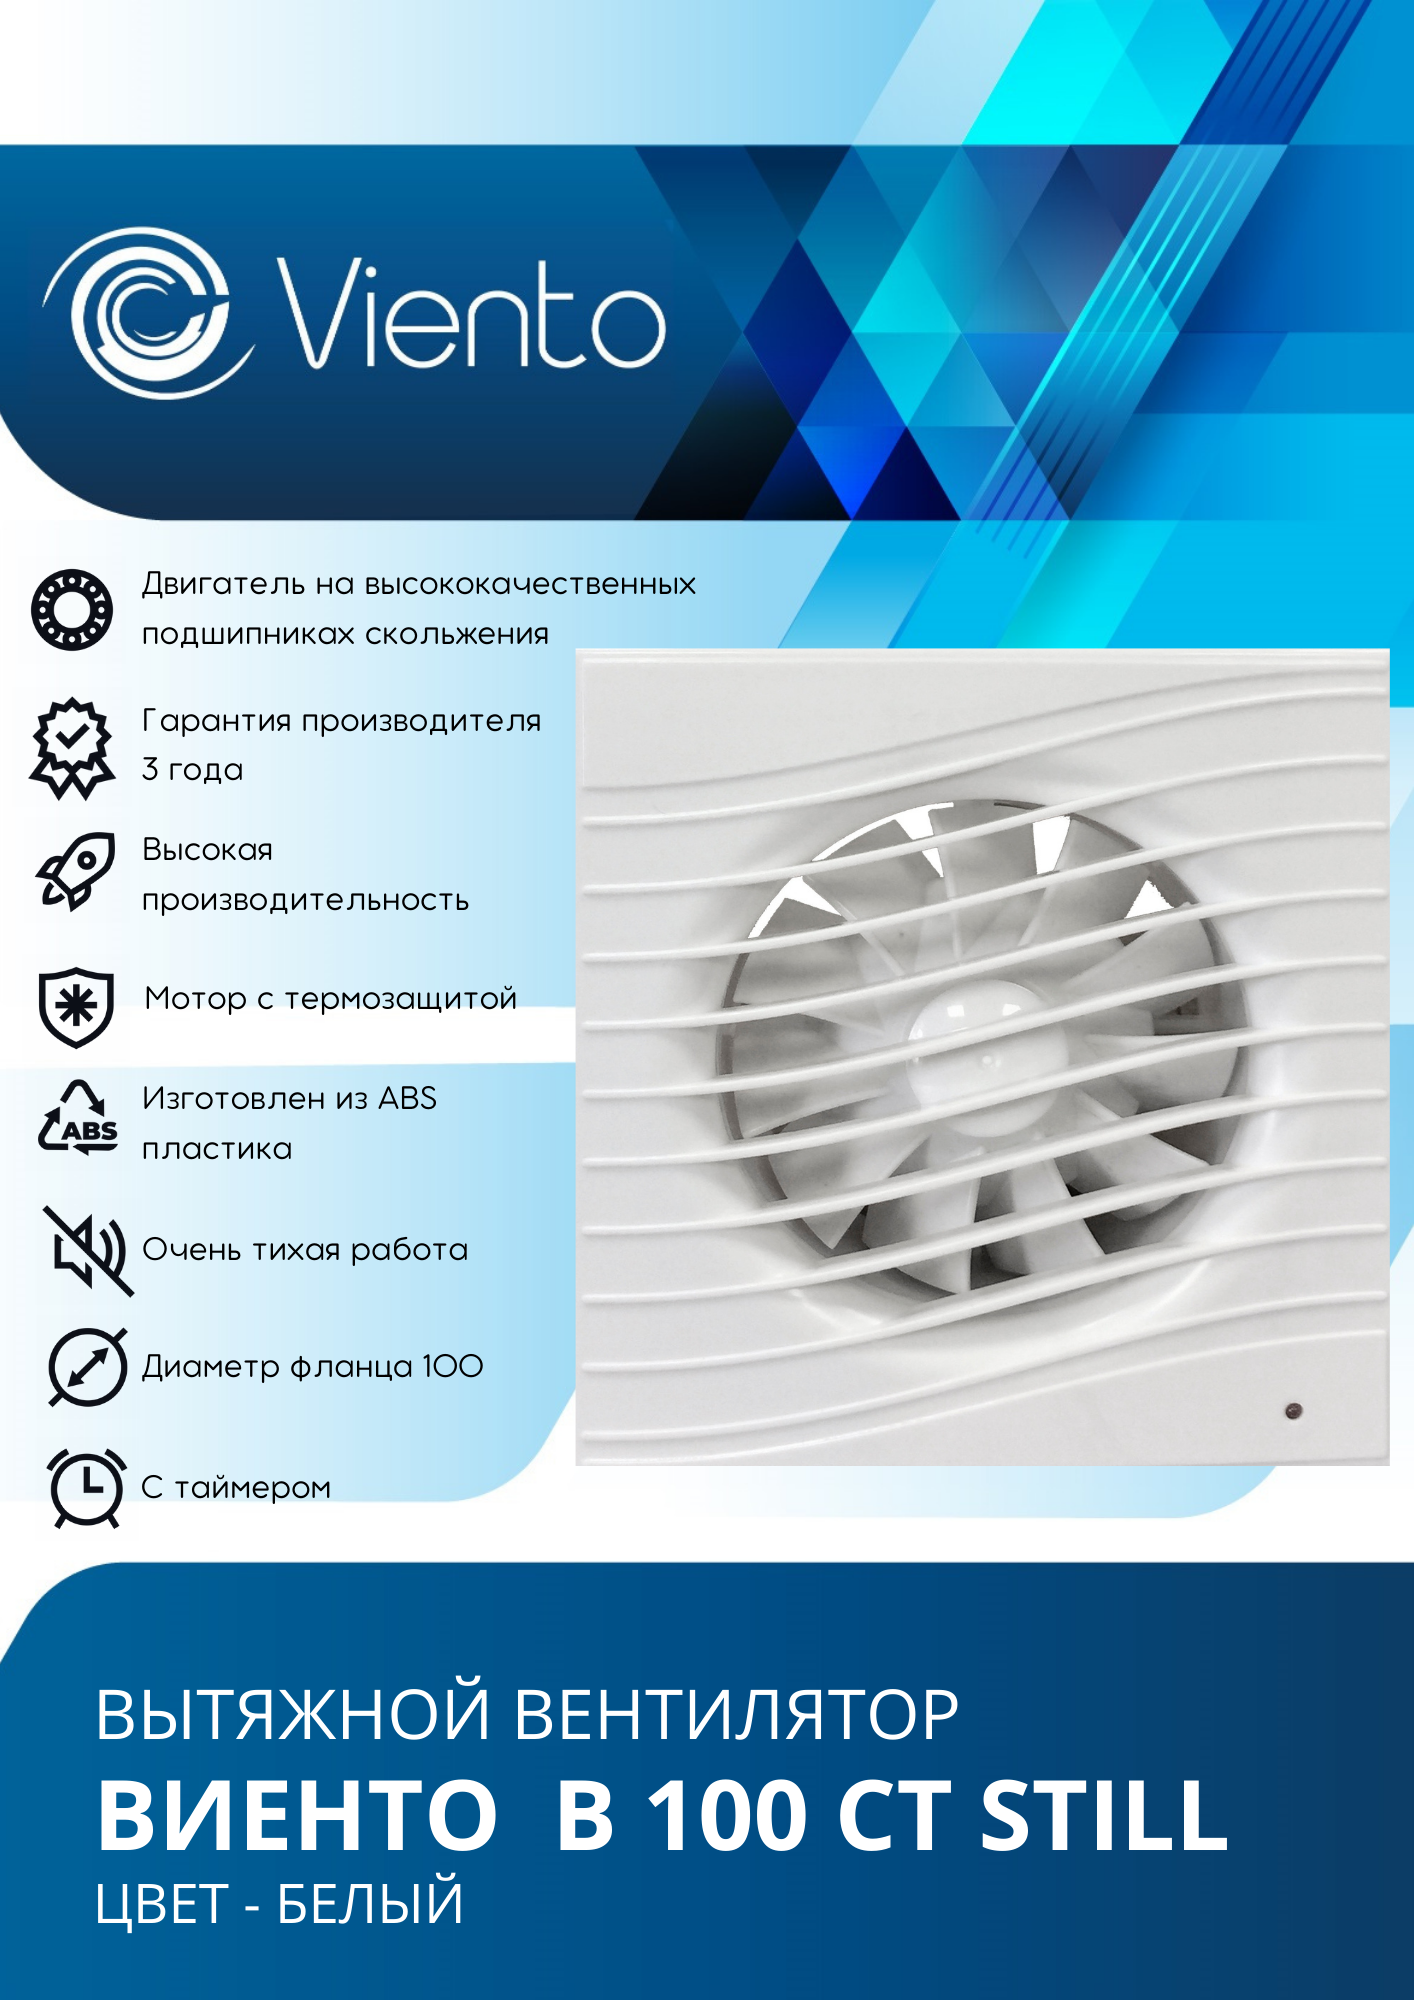 Viento
Двигатель на высококачественных
подшипниках скольжения
Гарантия производителя
3 года
Высокая
производительность
Мотор с термозащитой
Изготовлен из ABS
пластика
ABS
Очень тихая работа
Диаметр фланца 100
С таймером
ВЫТЯЖНОЙ ВЕНТИЛЯТОР
ВИЕНТО В 100 СТ STILL
ЦВЕТ - БЕЛЫЙ